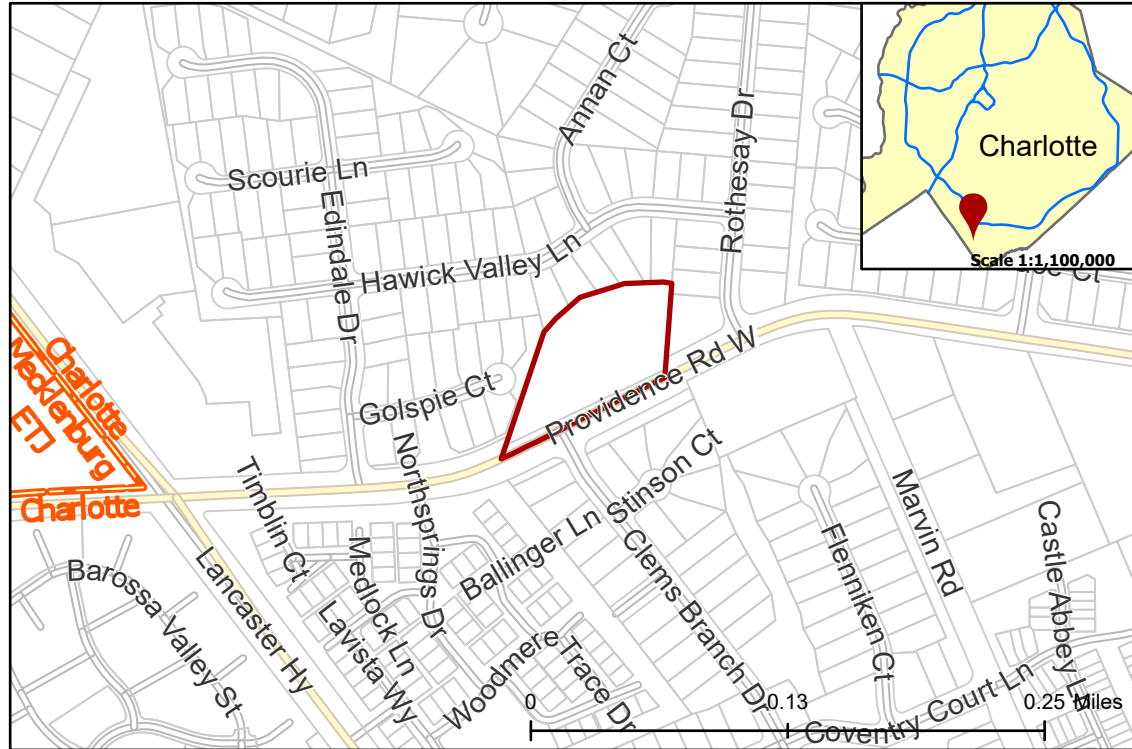 Annan Ct
Rothesay Dr
Charlotte
Scale 1:1,100,000
Scourie Ln
Edindale Dr
Hawick Valley Ln
Charlotte
Mecklenburg
ETJ
Charlotte
Golspie Ct
Providence Rd W
Northsprings Dr
Timblin Ct
Medlock Ln
Lavista Wy
Lancaster Hy
Barossa Valley St
Ballinger Ln
Stinson Ct
Clems Branch Dr
Woodmere Trace Dr
Flenniken Ct
Marvin Rd
Castle Abbey Ln
Coventry Court Ln
0
0.13
0.25 Miles